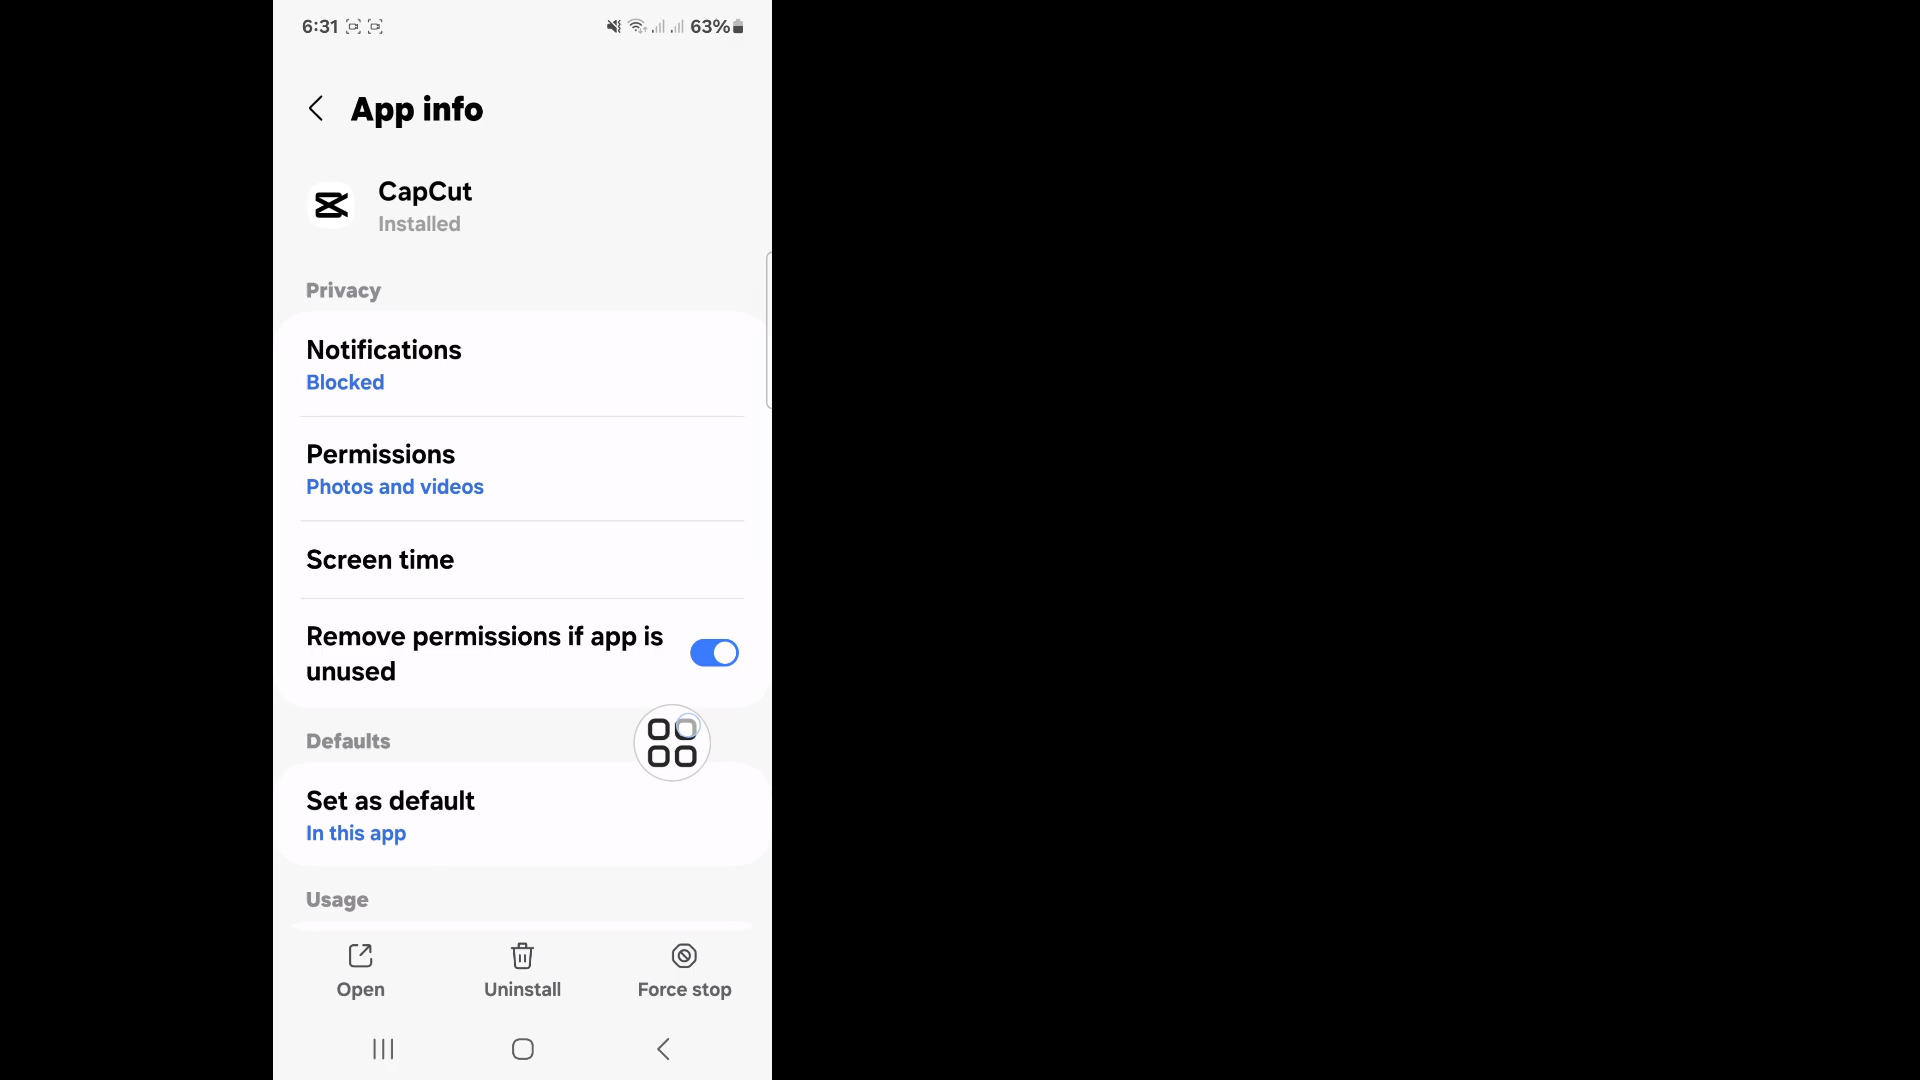 6:31 63%
App info
CapCut
Installed
Privacy
Notifications
Blocked
Permissions
Photos and videos
Screen time
Remove permissions if app is
unused
Defaults
Set as default
In this app
Usage
Open Uninstall Force stop